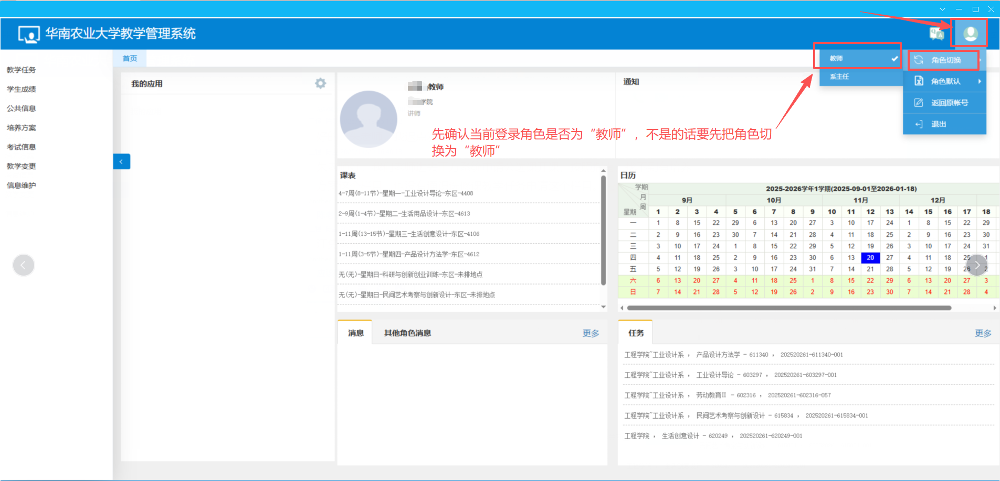 华南农业大学教学管理系统
首页
教学任务
学生成绩
公共信息
培养方案
考试信息
教学变更
信息维护
我的应用
教师
学院
讲师
通知
教师
系主任
角色切换
角色默认
返回原帐号
退出
先确认当前登录角色是否为“教师”，不是的话要先把角色切
换为“教师”
课表
4-7周(8-11节)-星期一-工业设计导论-东区-4408
2-9周(1-4节)-星期二-生活用品设计-东区-4613
1-11周(13-15节)-星期三-生活创意设计-东区-4106
1-11周(3-5节)-星期四-产品设计方法学-东区-4612
无(无)-星期日-科研与创新创业训练-东区-未排地点
无(无)-星期日-民间艺术考察与创新设计-东区-未排地点
日历
学期 2025-2026学年1学期(2025-09-01至2026-01-18)
月 9月 10月 11月 12月
周
星期 1 2 3 4 5 6 7 8 9 10 11 12 13 14 15 16 17 18
一 1 8 15 22 29 6 13 20 27 3 10 17 24 1 8 15 22 29
二 2 9 16 23 30 7 14 21 28 4 11 18 25 2 9 16 23 30
三 3 10 17 24 1 8 15 22 29 5 12 19 26 3 10 17 24 31
四 4 11 18 25 2 9 16 23 30 6 13 20 27 4 11 18 25 1
五 5 12 19 26 3 10 17 24 31 7 14 21 28 5 12 19 26 2
六 6 13 20 27 4 11 18 25 1 8 15 22 29 6 13 20 27 3
日 7 14 21 28 5 12 19 26 2 9 16 23 30 7 14 21 28 4
消息 其他角色消息 更多
任务 更多
工程学院~工业设计系 ， 产品设计方法学 - 611340 ， 202520261-611340-001
工程学院~工业设计系 ， 工业设计导论 - 603297 ， 202520261-603297-001
工程学院~工业设计系 ， 劳动教育II - 602316 ， 202520261-602316-057
工程学院~工业设计系 ， 民间艺术考察与创新设计 - 615834 ， 202520261-615834-001
工程学院 ， 生活创意设计 - 620249 ， 202520261-620249-001